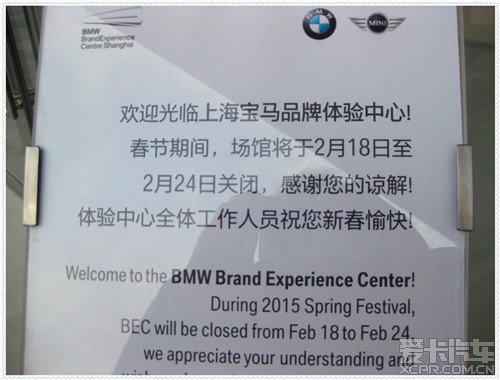 BMW
BrandExperience
Centre Shanghai
BMW
MINI
欢迎光临上海宝马品牌体验中心!
春节期间，场馆将于2月18日至
2月24日关闭，感谢您的谅解!
体验中心全体工作人员祝您新春愉快!
Welcome to the BMW Brand Experience Center!
During 2015 Spring Festival,
BEC will be closed from Feb 18 to Feb 24,
we appreciate your understanding and
爱卡汽车
XCAR.COM.CN